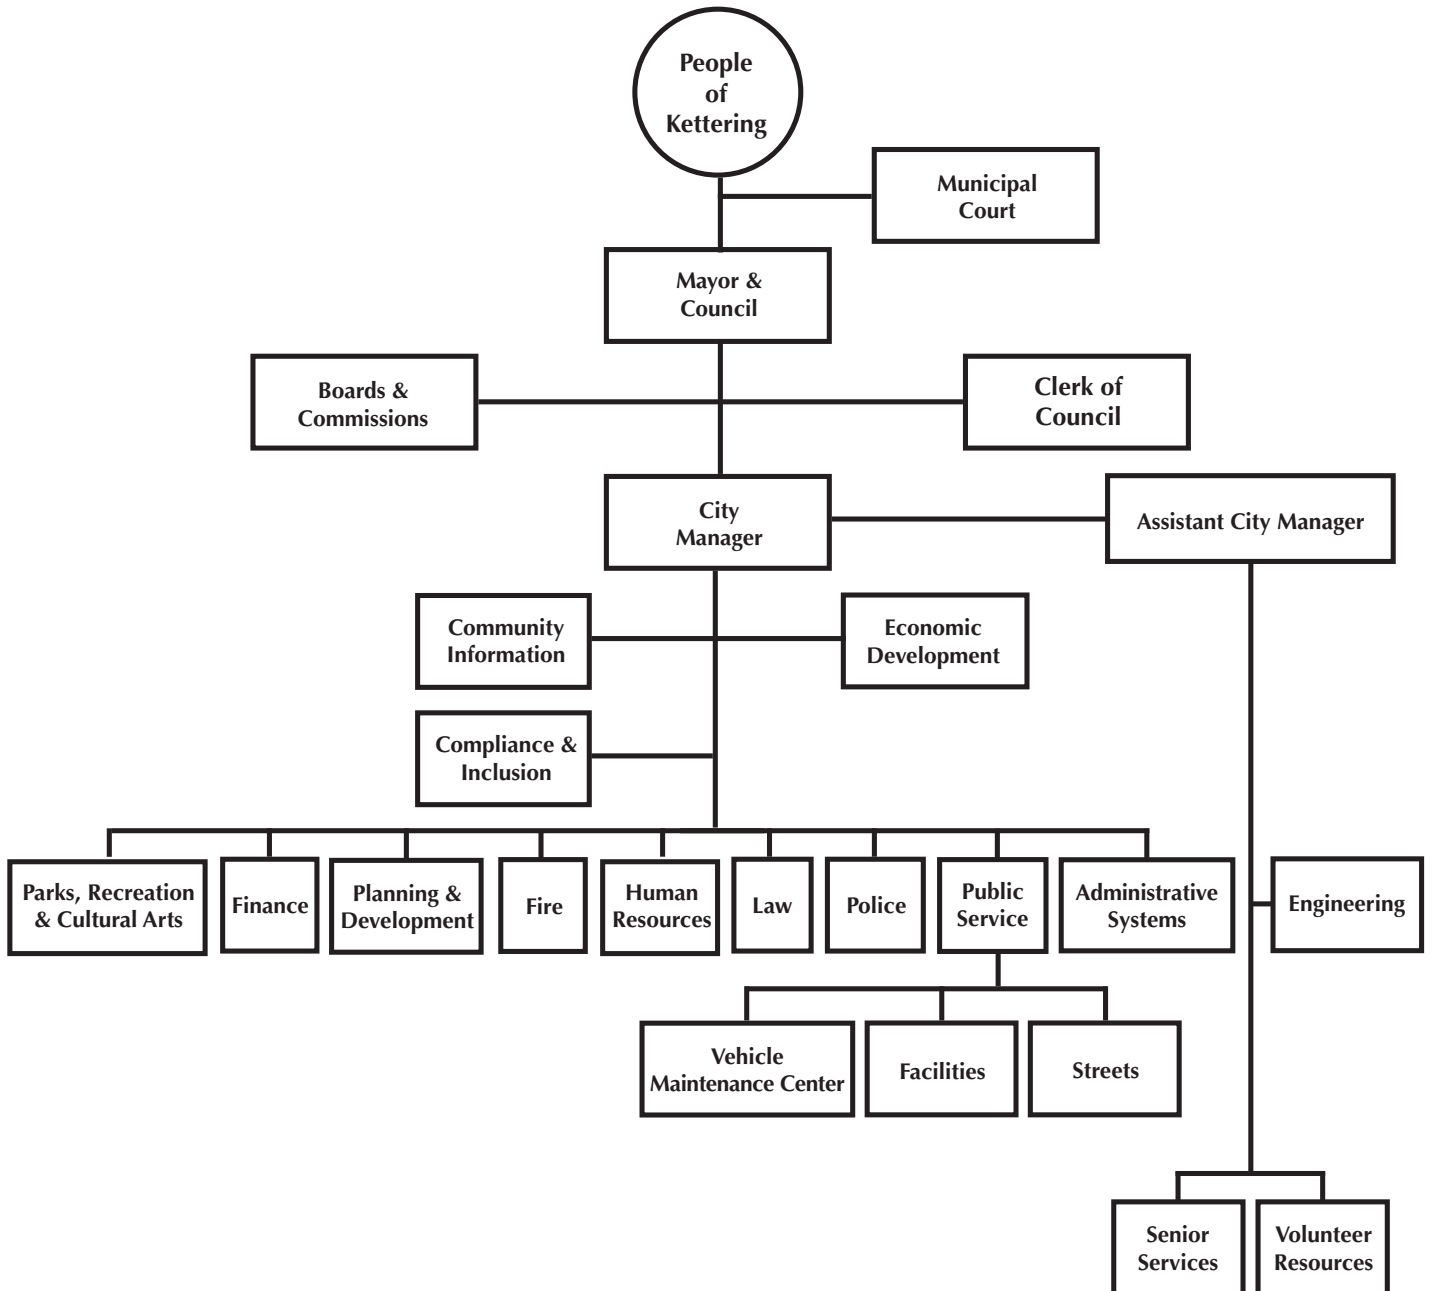 People
of
Kettering
Municipal
Court
Mayor &
Council
Boards &
Commissions
Clerk of
Council
City
Manager
Assistant City Manager
Community
Information
Economic
Development
Compliance &
Inclusion
Parks, Recreation
& Cultural Arts
Finance
Planning &
Development
Fire
Human
Resources
Law
Police
Public
Service
Administrative
Systems
Engineering
Vehicle
Maintenance Center
Facilities
Streets
Senior
Services
Volunteer
Resources